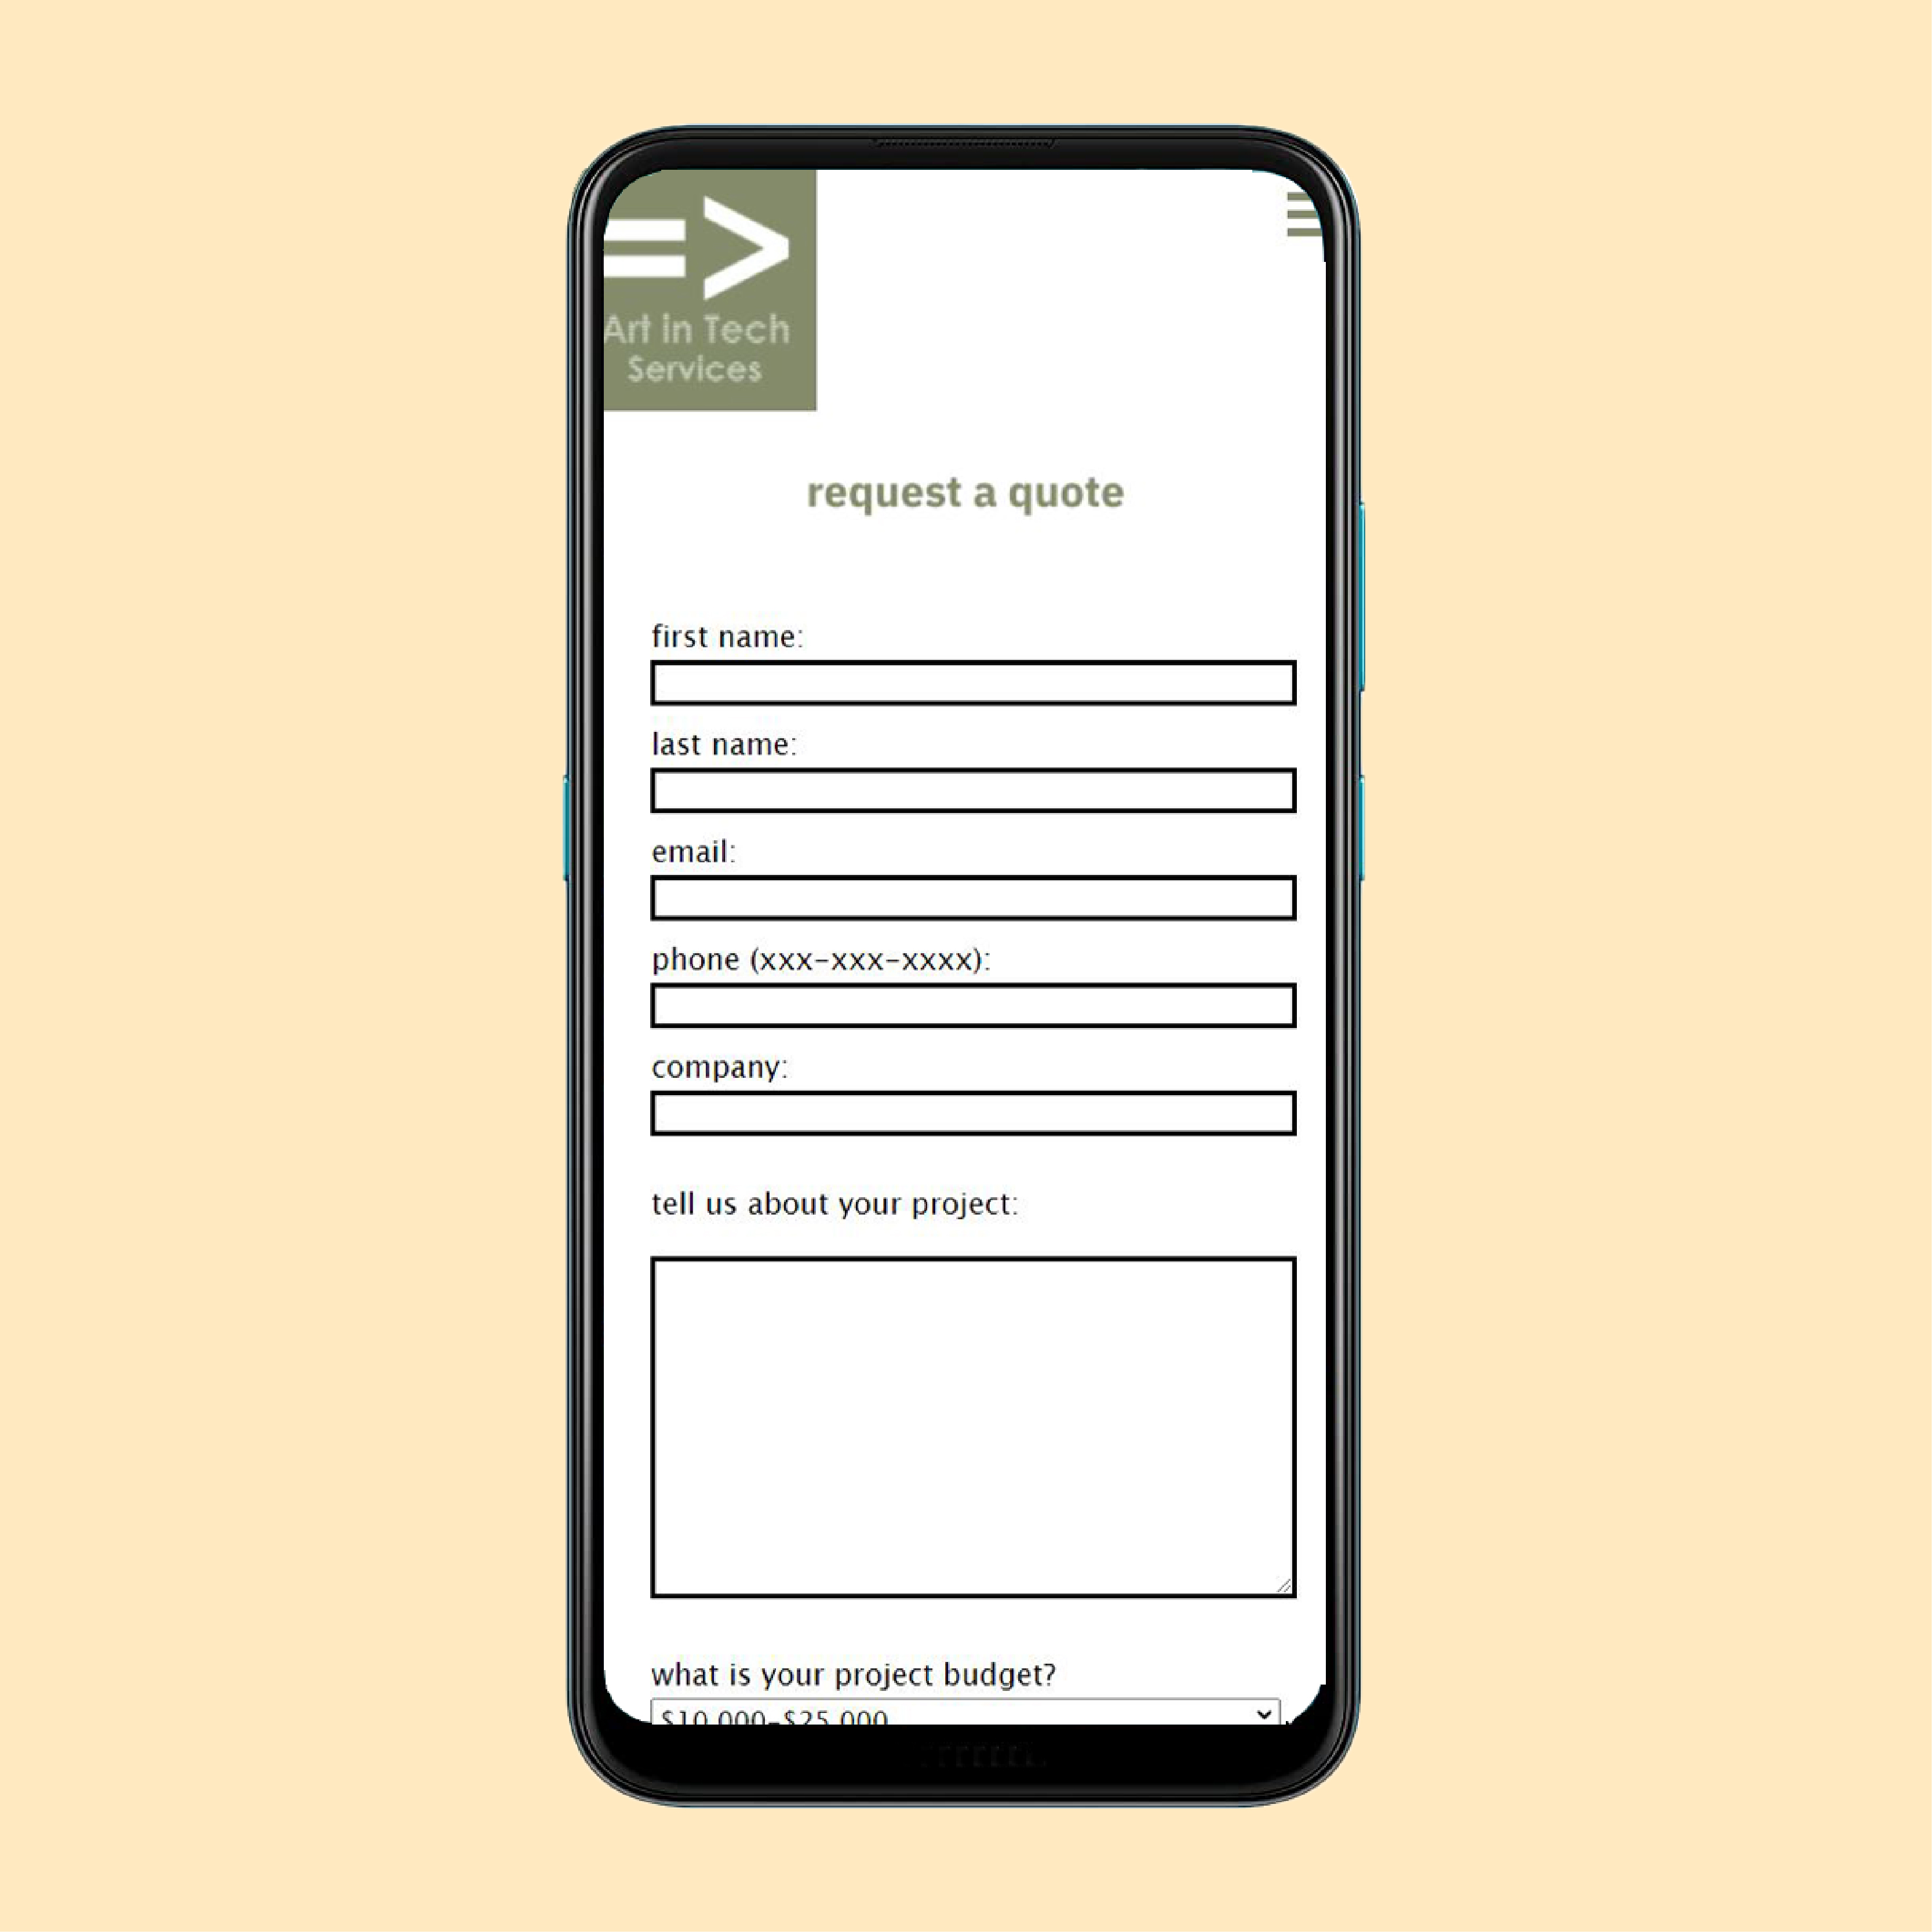 =>
Art in Tech
Services
request a quote
first name:
last name:
email:
phone (xxx-xxx-xxxx):
company:
tell us about your project:
what is your project budget?
$10,000-$25,000